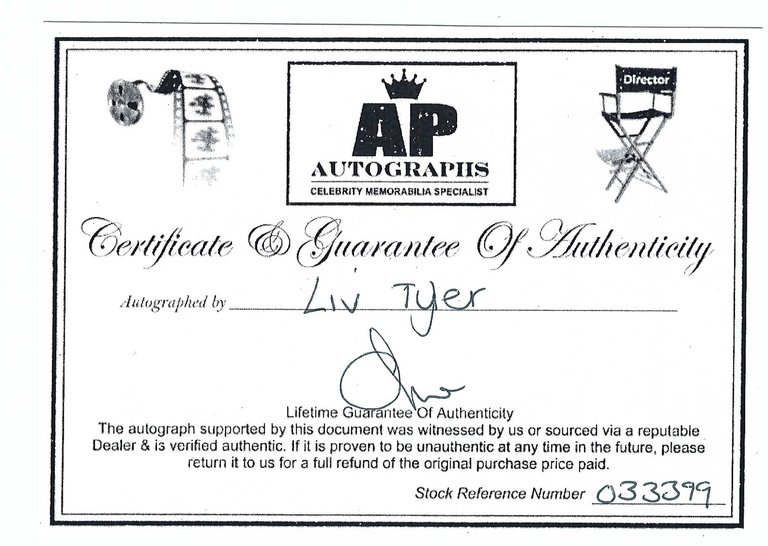 Director
AP
AUTOGRAPHS
CELEBRITY MEMORABILIA SPECIALIST
Certificate & Guarantee Of Authenticity
Autographed by Liv Tyler
Lifetime Guarantee Of Authenticity
The autograph supported by this document was witnessed by us or sourced via a reputable
Dealer & is verified authentic. If it is proven to be unauthentic at any time in the future, please
return it to us for a full refund of the original purchase price paid.
Stock Reference Number 033399